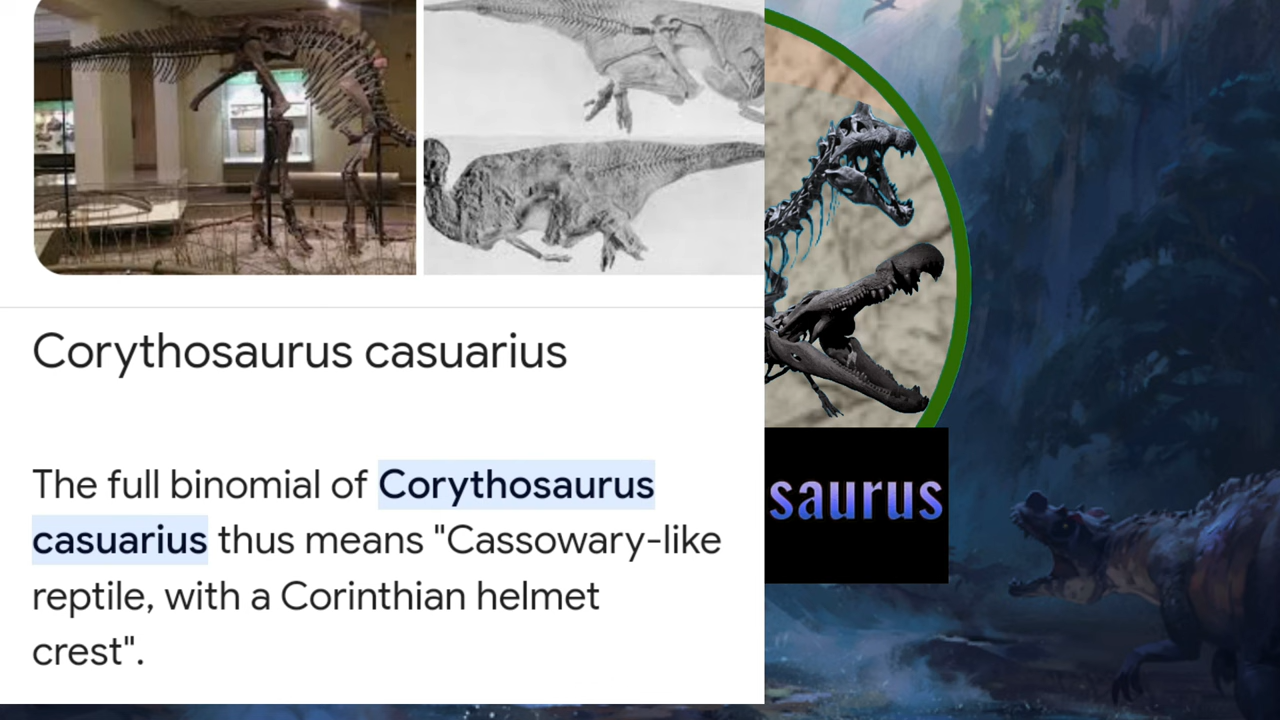 Corythosaurus casuarius
The full binomial of Corythosaurus
casuarius thus means "Cassowary-like
reptile, with a Corinthian helmet
crest".
saurus